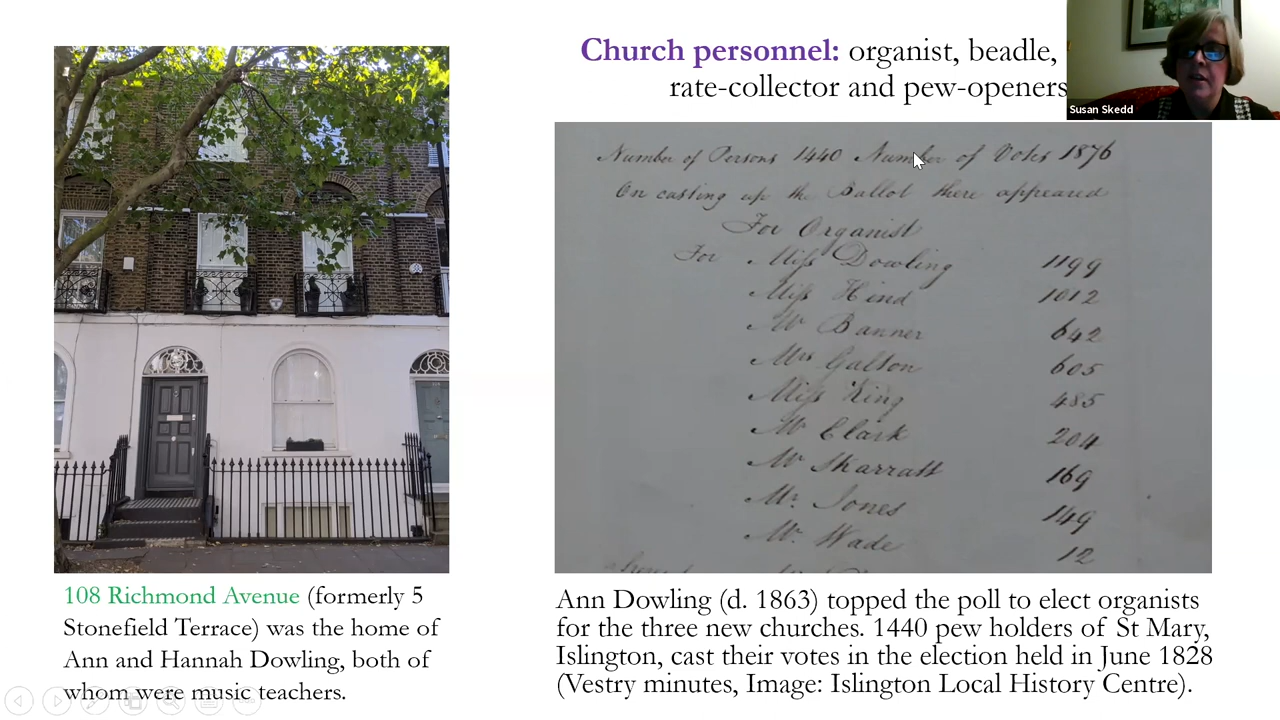 Church personnel: organist, beadle,
rate-collector and pew-openers
Susan Skedd
Number of Persons 1440 Number of Votes 1876
On casting up the Ballot there appeared
For Organist
For Miss Dowling 1199
Miss Hind 1012
Mr Banner 642
Mrs Galton 605
Miss King 485
Mr Clark 204
Mr Skarratt 169
Mr. Jones 149
Mr. Wade 12
108 Richmond Avenue (formerly 5
Stonefield Terrace) was the home of
Ann and Hannah Dowling, both of
whom were music teachers.
Ann Dowling (d. 1863) topped the poll to elect organists
for the three new churches. 1440 pew holders of St Mary,
Islington, cast their votes in the election held in June 1828
(Vestry minutes, Image: Islington Local History Centre).